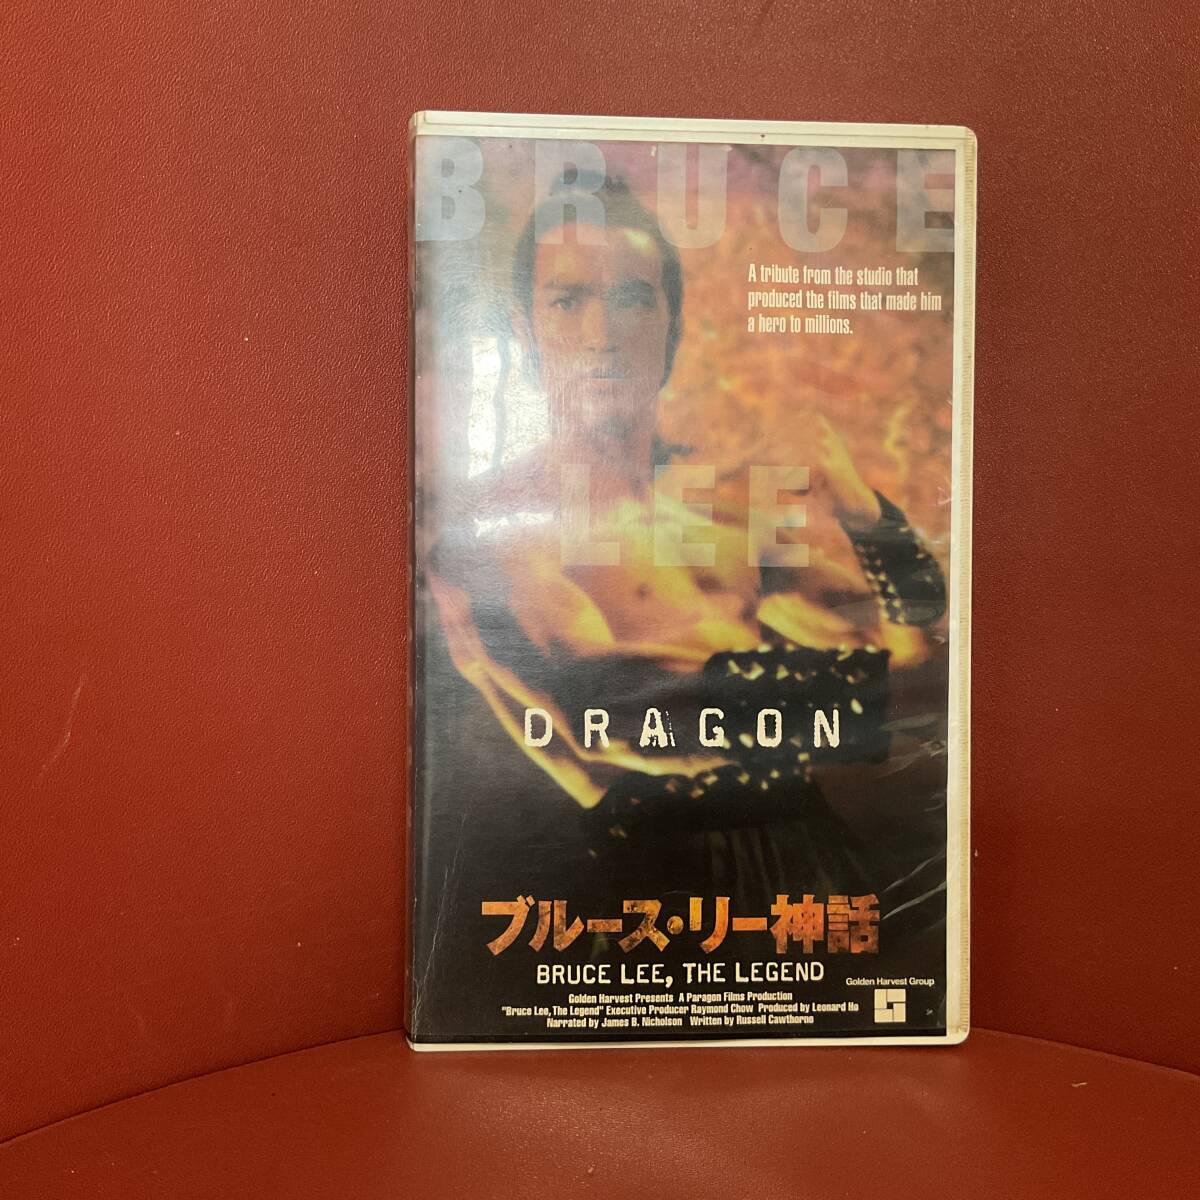 BRUCE
A tribute from the studio that
produced the films that made him
a hero to millions.
LEE
DRAGON
ブルース・リー神話
BRUCE LEE, THE LEGEND
Golden Harvest Group
Golden Harvest Presents A Paragon Films Production
"Bruce Lee, The Legend" Executive Producer Raymond Chow Produced by Leonard Ho
Narrated by James B. Nicholson Written by Russell Cawthorne